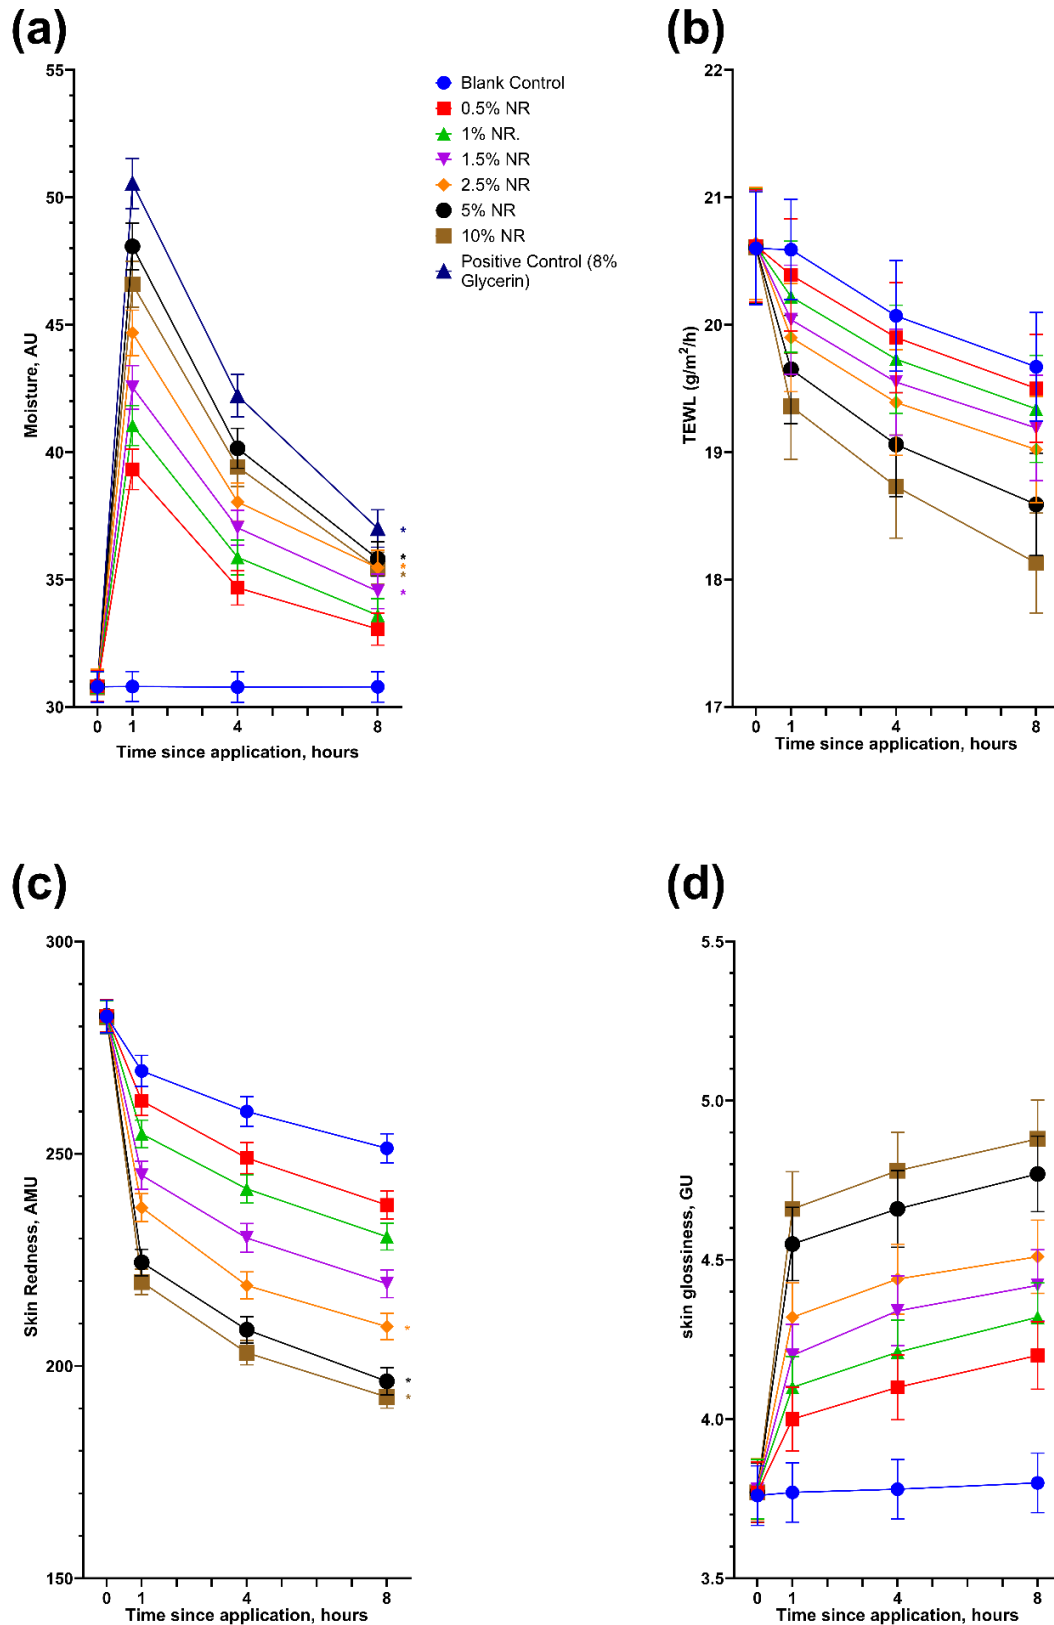 (a)
55
50
45
40
35
30
Moisture, AU
0 1 4 8
Time since application, hours
*
*
*
*
*
Blank Control
0.5% NR
1% NR.
1.5% NR
2.5% NR
5% NR
10% NR
Positive Control (8%
Glycerin)
(b)
22
21
20
19
18
17
TEWL (g/m²/h)
0 1 4 8
Time since application, hours
(c)
300
250
200
150
Skin Redness, AMU
0 1 4 8
Time since application, hours
*
*
*
(d)
5.5
5.0
4.5
4.0
3.5
skin glossiness, GU
0 1 4 8
Time since application, hours